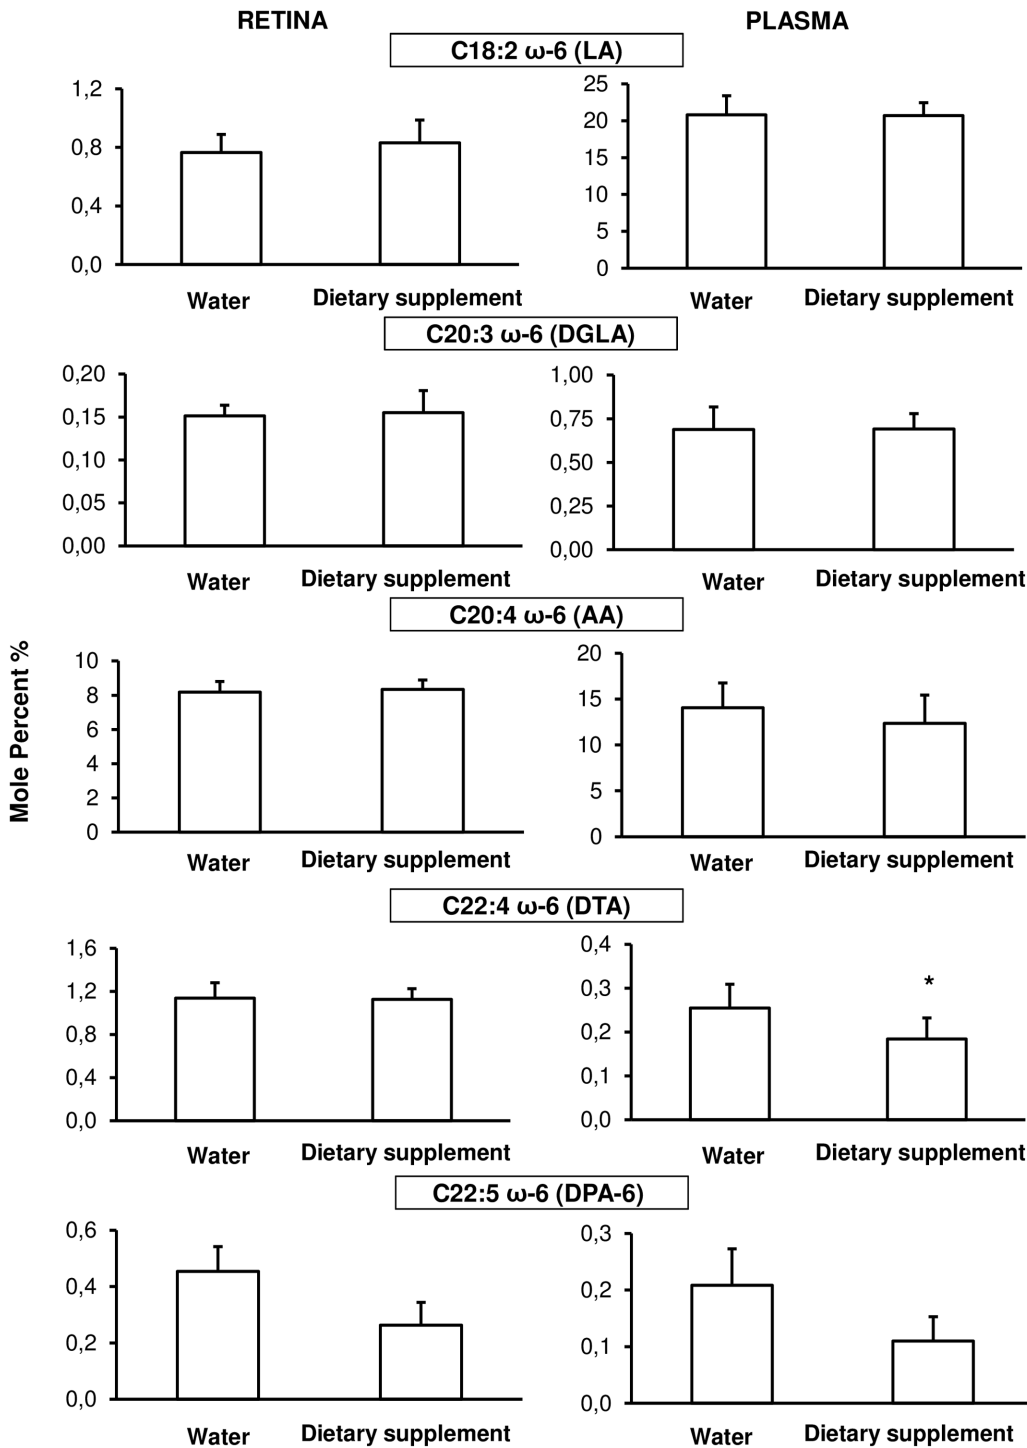 RETINA PLASMA
C18:2 ω-6 (LA)
1,2
0,8
0,4
0,0
Water Dietary supplement
25
20
15
10
5
0
Water Dietary supplement
C20:3 ω-6 (DGLA)
0,20
0,15
0,10
0,05
0,00
Water Dietary supplement
1,00
0,75
0,50
0,25
0,00
Water Dietary supplement
C20:4 ω-6 (AA)
Mole Percent %
10
8
6
4
2
0
Water Dietary supplement
20
15
10
5
0
Water Dietary supplement
C22:4 ω-6 (DTA)
1,6
1,2
0,8
0,4
0,0
Water Dietary supplement
0,4
0,3
0,2
0,1
0,0
*
Water Dietary supplement
C22:5 ω-6 (DPA-6)
0,6
0,4
0,2
0,0
Water Dietary supplement
0,3
0,2
0,1
0,0
Water Dietary supplement